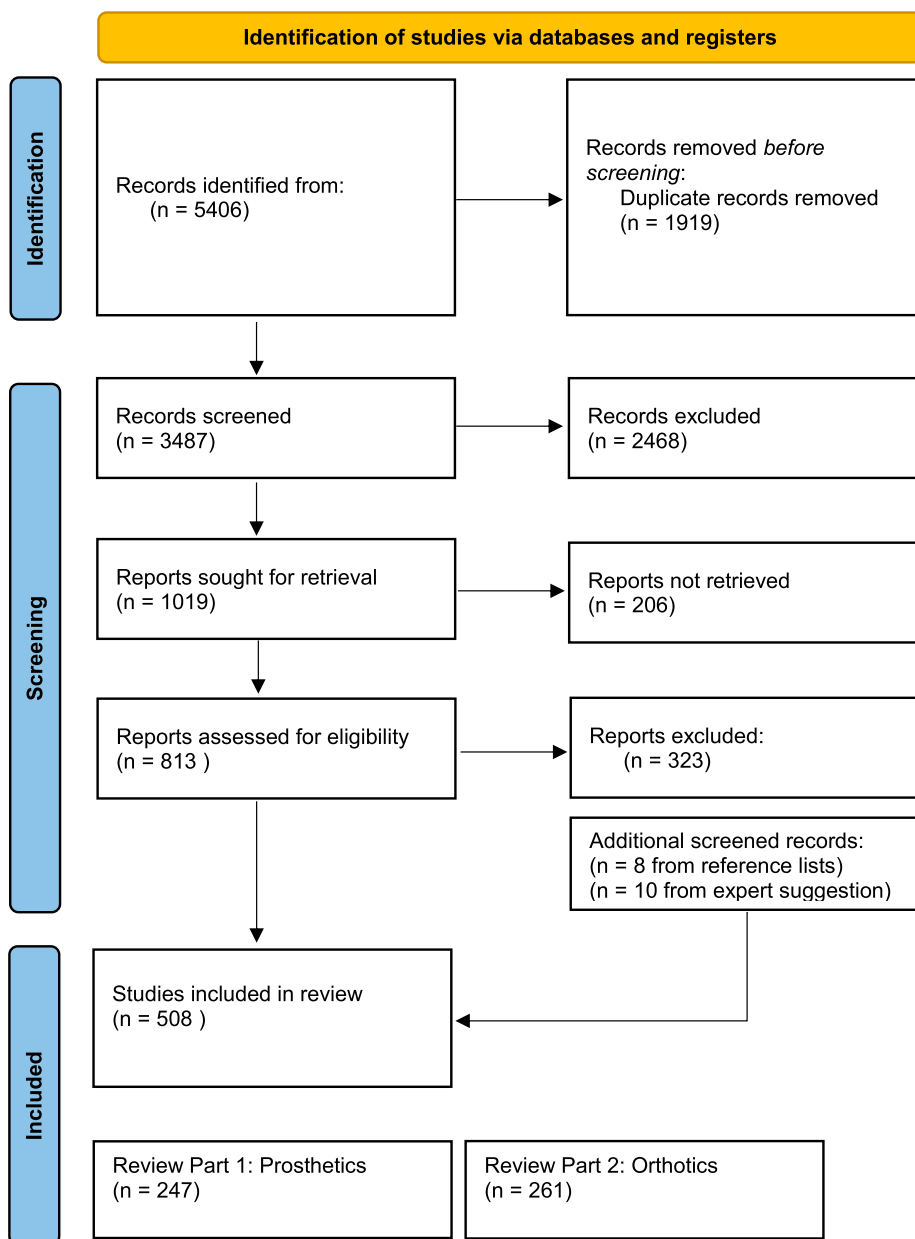 Identification of studies via databases and registers
Identification
Records identified from:
(n = 5406)
Records removed before
screening:
Duplicate records removed
(n = 1919)
Screening
Records screened
(n = 3487)
Records excluded
(n = 2468)
Reports sought for retrieval
(n = 1019)
Reports not retrieved
(n = 206)
Reports assessed for eligibility
(n = 813 )
Reports excluded:
(n = 323)
Additional screened records:
(n = 8 from reference lists)
(n = 10 from expert suggestion)
Included
Studies included in review
(n = 508 )
Review Part 1: Prosthetics
(n = 247)
Review Part 2: Orthotics
(n = 261)